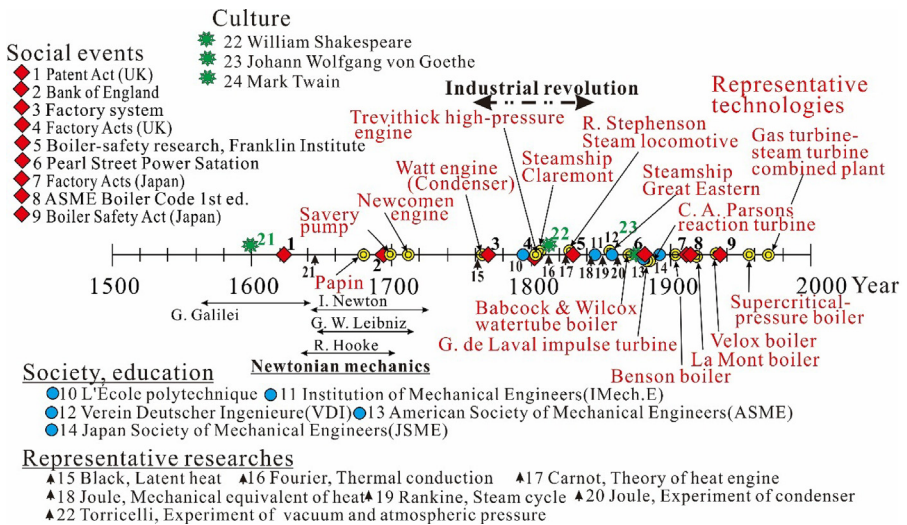 Culture
22 William Shakespeare
23 Johann Wolfgang von Goethe
24 Mark Twain
Social events
1 Patent Act (UK)
2 Bank of England
3 Factory system
4 Factory Acts (UK)
5 Boiler-safety research, Franklin Institute
6 Pearl Street Power Satation
7 Factory Acts (Japan)
8 ASME Boiler Code 1st ed.
9 Boiler Safety Act (Japan)
Industrial revolution
Representative
technologies
Trevithick high-pressure
engine
R. Stephenson
Steam locomotive
Gas turbine-
steam turbine
combined plant
Watt engine
(Condenser)
Steamship
Claremont
Steamship
Great Eastern
Savery
pump
Newcomen
engine
C. A. Parsons
reaction turbine
21 1 2 3 4 22 5 11 12 23 6 7 8 9
21 15 10 16 17 18 19 20 13 14
1500 1600 1700 1800 1900 2000 Year
Papin
I. Newton
G. Galilei
G. W. Leibniz
R. Hooke
Newtonian mechanics
Babcock & Wilcox
watertube boiler
G. de Laval impulse turbine
Benson boiler
La Mont boiler
Velox boiler
Supercritical-
pressure boiler
Society, education
10 L'École polytechnique 11 Institution of Mechanical Engineers(IMech.E)
12 Verein Deutscher Ingenieure(VDI) 13 American Society of Mechanical Engineers(ASME)
14 Japan Society of Mechanical Engineers(JSME)
Representative researches
15 Black, Latent heat 16 Fourier, Thermal conduction 17 Carnot, Theory of heat engine
18 Joule, Mechanical equivalent of heat 19 Rankine, Steam cycle 20 Joule, Experiment of condenser
22 Torricelli, Experiment of vacuum and atmospheric pressure